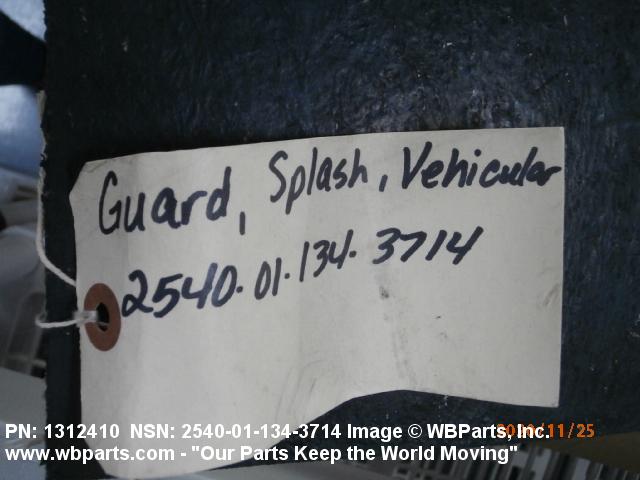 Guard, Splash, Vehicular
2540-01-134-3714
PN: 1312410 NSN: 2540-01-134-3714 Image © WBParts, Inc.
www.wbparts.com - "Our Parts Keep the World Moving"